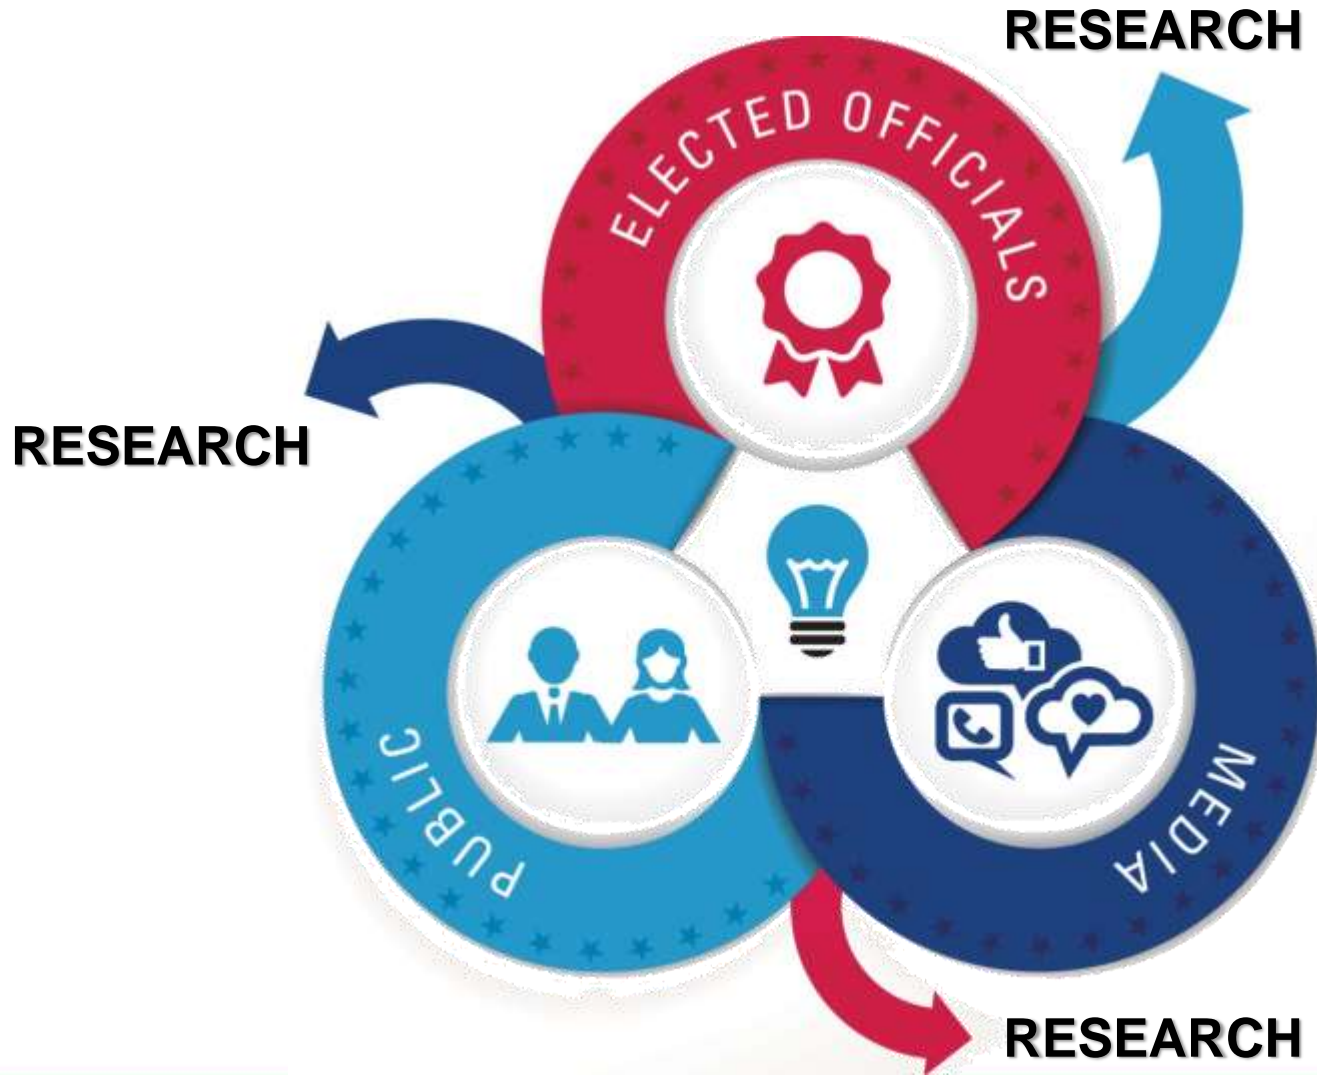 RESEARCH
ELECTED OFFICIALS
RESEARCH
PUBLIC
MEDIA
RESEARCH